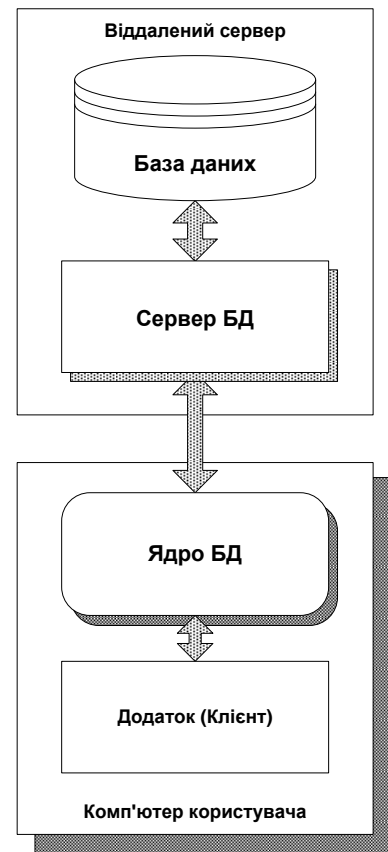 Віддалений сервер
База даних
Сервер БД
Ядро БД
Додаток (Клієнт)
Комп'ютер користувача